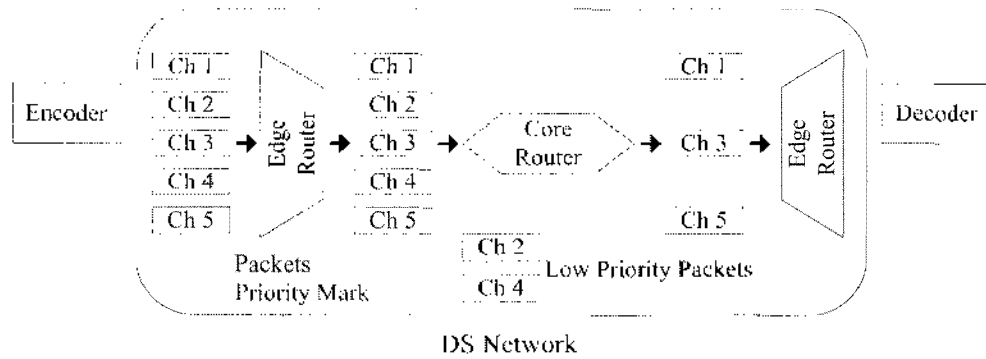 Encoder
Ch 1
Ch 2
Ch 3
Ch 4
Ch 5
Edge
Router
Packets
Priority Mark
Ch 1
Ch 2
Ch 3
Ch 4
Ch 5
Core
Router
Ch 2
Ch 4
Low Priority Packets
Ch 1
Ch 3
Ch 5
Edge
Router
Decoder
DS Network